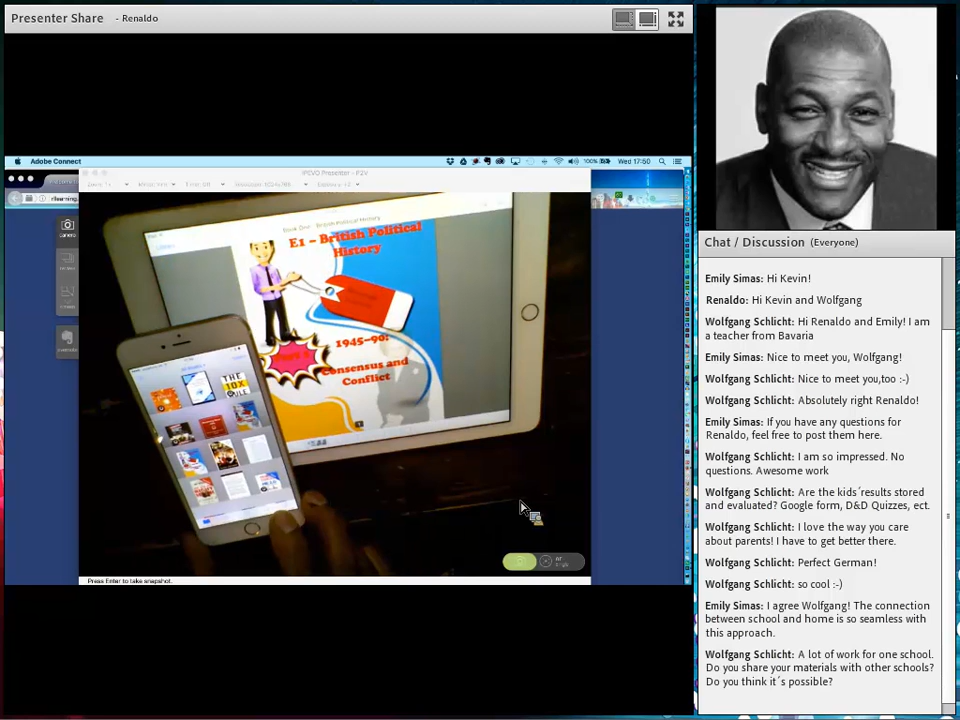 Presenter Share - Renaldo
Adobe Connect
100%
Wed 17:50
IPEVO Presenter - P2V
E1 – British Political
History
1945–90:
Consensus and
Conflict
THE
10X
RULE
Press Enter to take snapshot.
Chat / Discussion (Everyone)
Emily Simas: Hi Kevin!
Renaldo: Hi Kevin and Wolfgang
Wolfgang Schlicht: Hi Renaldo and Emily! I am
a teacher from Bavaria
Emily Simas: Nice to meet you, Wolfgang!
Wolfgang Schlicht: Nice to meet you,too :-)
Wolfgang Schlicht: Absolutely right Renaldo!
Emily Simas: If you have any questions for
Renaldo, feel free to post them here.
Wolfgang Schlicht: I am so impressed. No
questions. Awesome work
Wolfgang Schlicht: Are the kids´results stored
and evaluated? Google form, D&D Quizzes, ect.
Wolfgang Schlicht: I love the way you care
about parents! I have to get better there.
Wolfgang Schlicht: Perfect German!
Wolfgang Schlicht: so cool :-)
Emily Simas: I agree Wolfgang! The connection
between school and home is so seamless with
this approach.
Wolfgang Schlicht: A lot of work for one school.
Do you share your materials with other schools?
Do you think it´s possible?